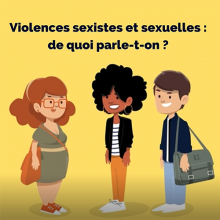 Violences sexistes et sexuelles :
de quoi parle-t-on ?